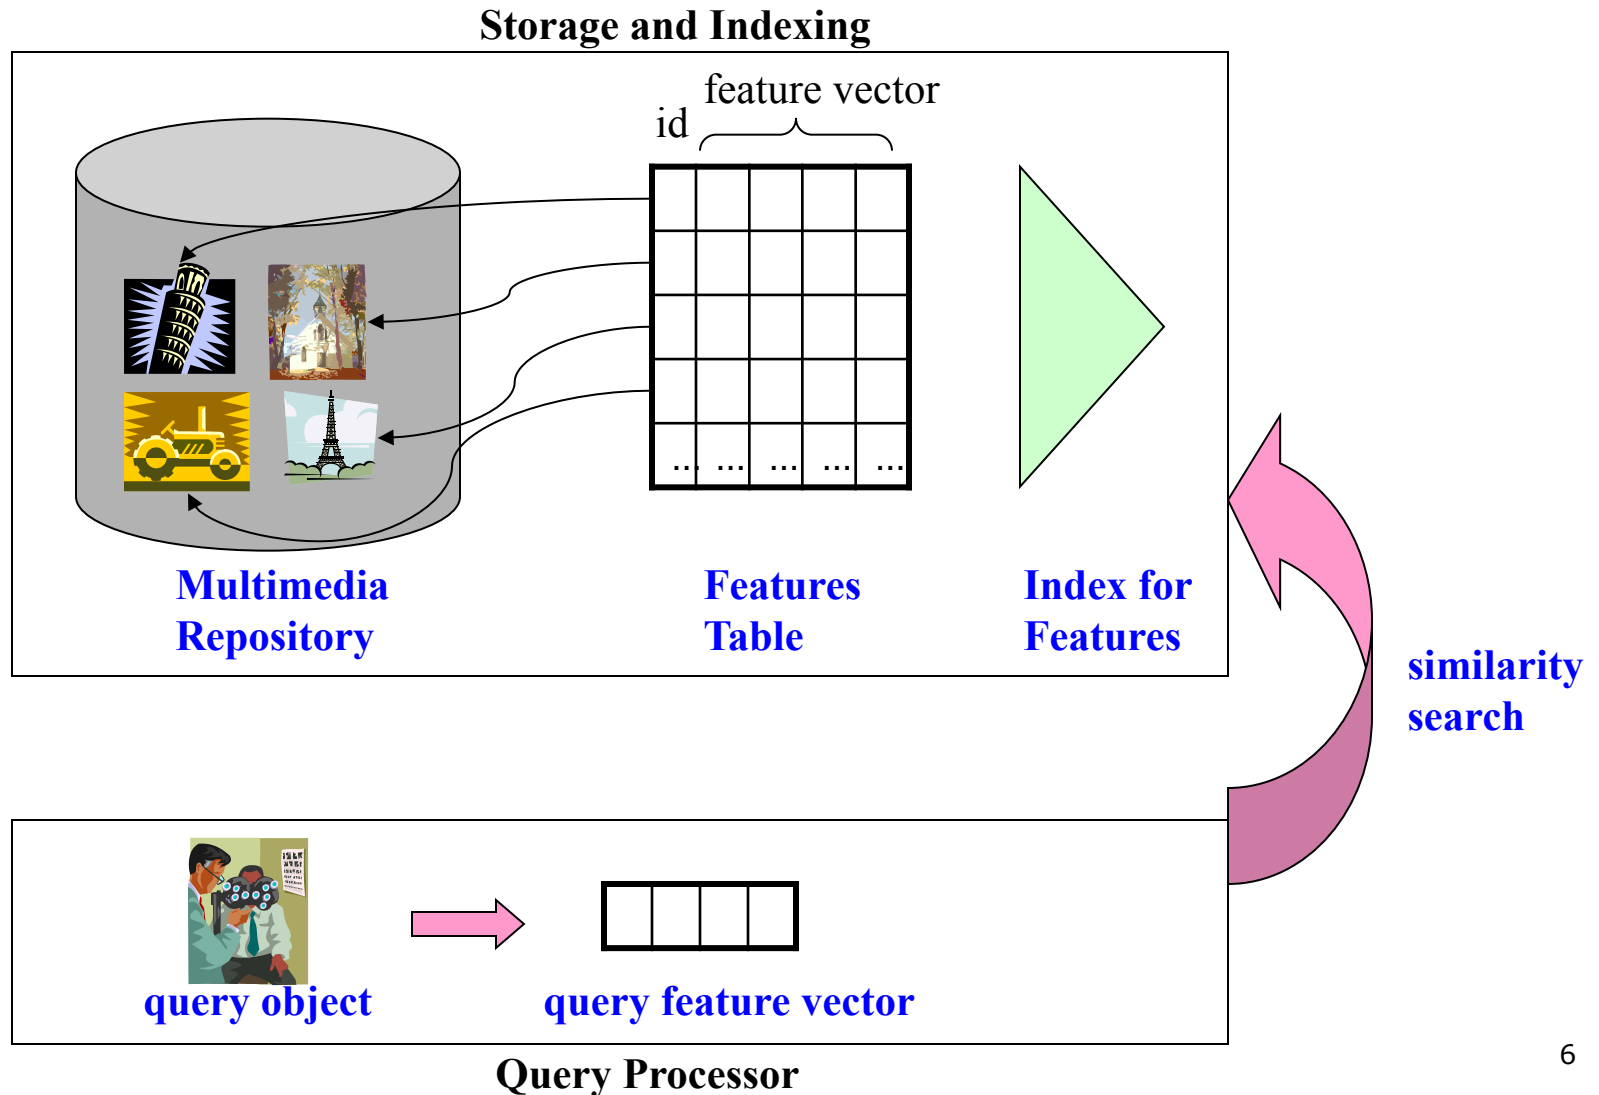 Storage and Indexing
feature vector
id
... ... ... ... ...
Multimedia
Repository
Features
Table
Index for
Features
similarity
search
query object
query feature vector
Query Processor
6